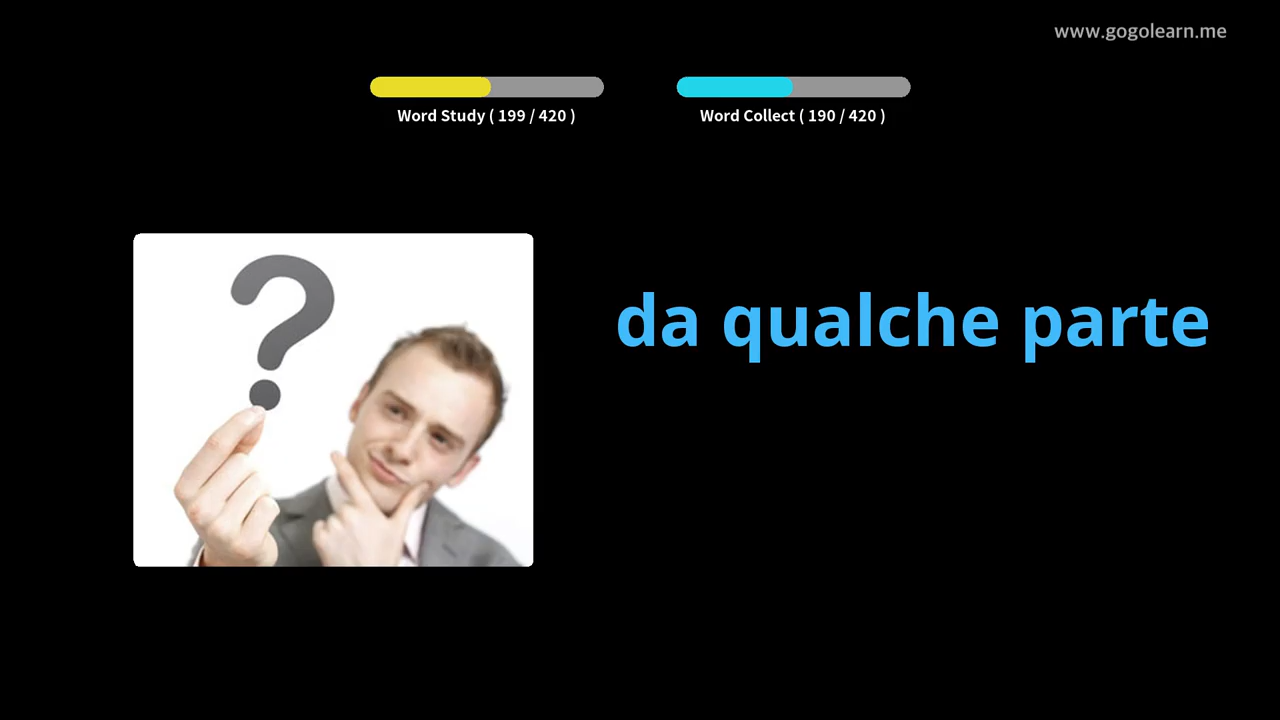 www.gogolearn.me
Word Study ( 199 / 420 )
Word Collect ( 190 / 420 )
?
da qualche parte